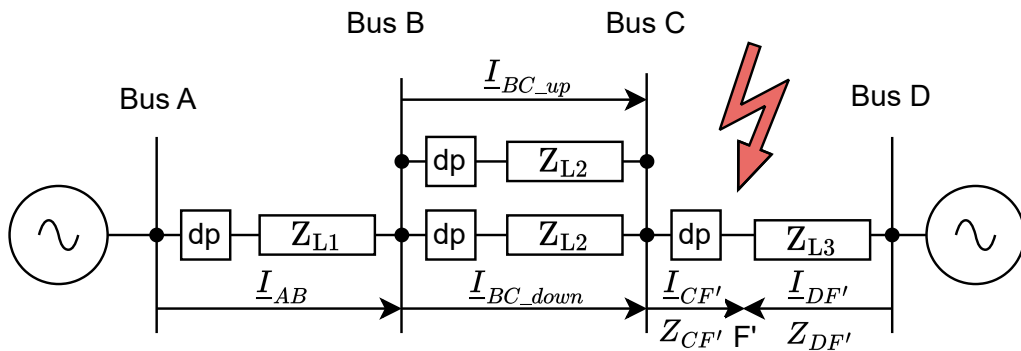 Bus B
Bus C
Bus A
I_BC_up
Bus D
dp
Z_L2
dp
Z_L1
dp
Z_L2
dp
Z_L3
I_AB
I_BC_down
I_CF'
I_DF'
Z_CF'
F'
Z_DF'